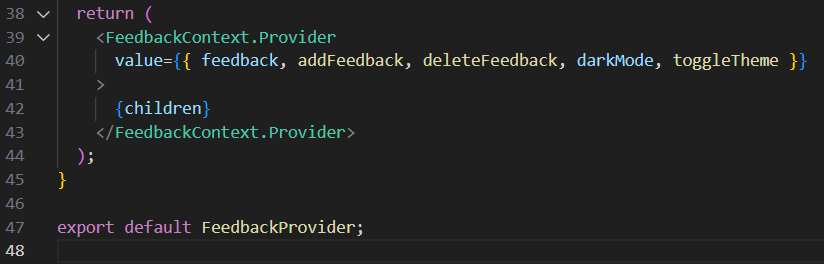 38 return (
39 <FeedbackContext.Provider
40 value={{ feedback, addFeedback, deleteFeedback, darkMode, toggleTheme }}
41 >
42 {children}
43 </FeedbackContext.Provider>
44 );
45 }
46
47 export default FeedbackProvider;
48